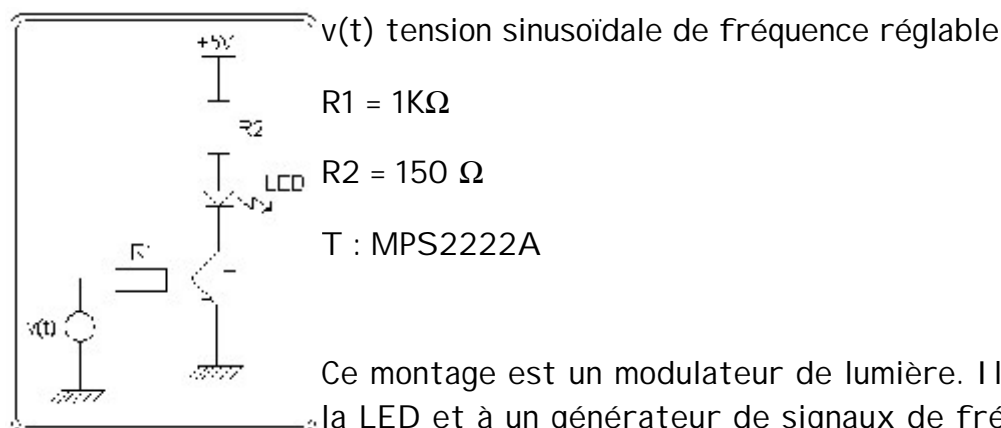 v(t) tension sinusoïdale de fréquence réglable
+5V
R1 = 1KΩ
R2
R2 = 150 Ω
LED
T : MPS2222A
v(t)
Ce montage est un modulateur de lumière. Il
la LED et à un générateur de signaux de